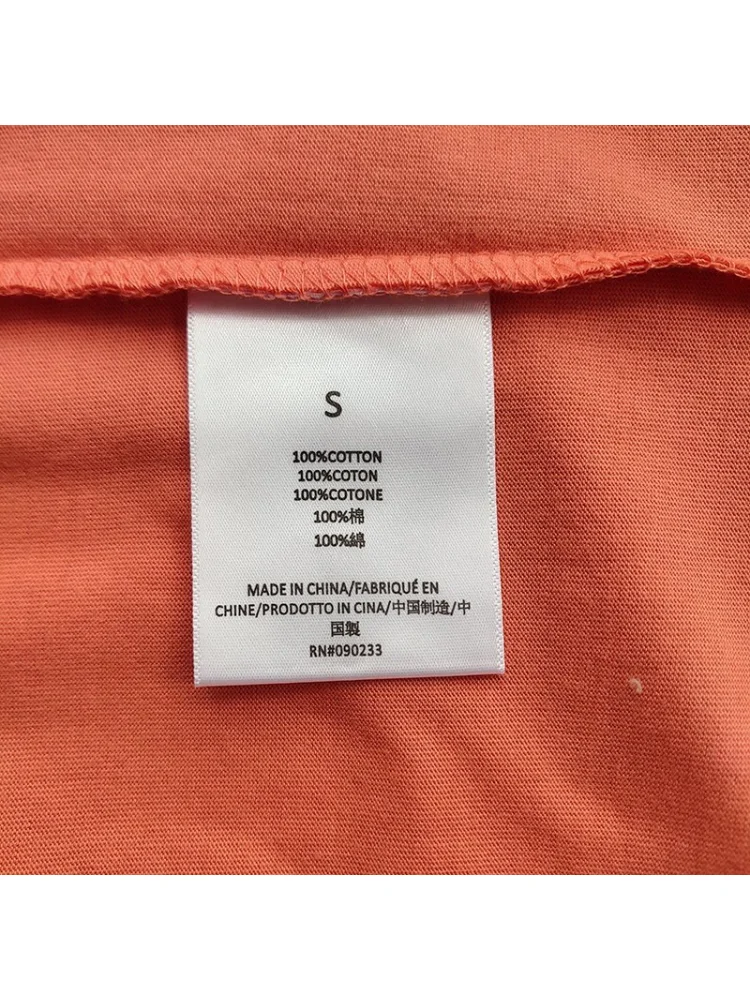 S
100%COTTON
100%COTON
100%COTONE
100%棉
100%綿
MADE IN CHINA/FABRIQUÉ EN
CHINE/PRODOTTO IN CINA/中国制造/中
国製
RN#090233